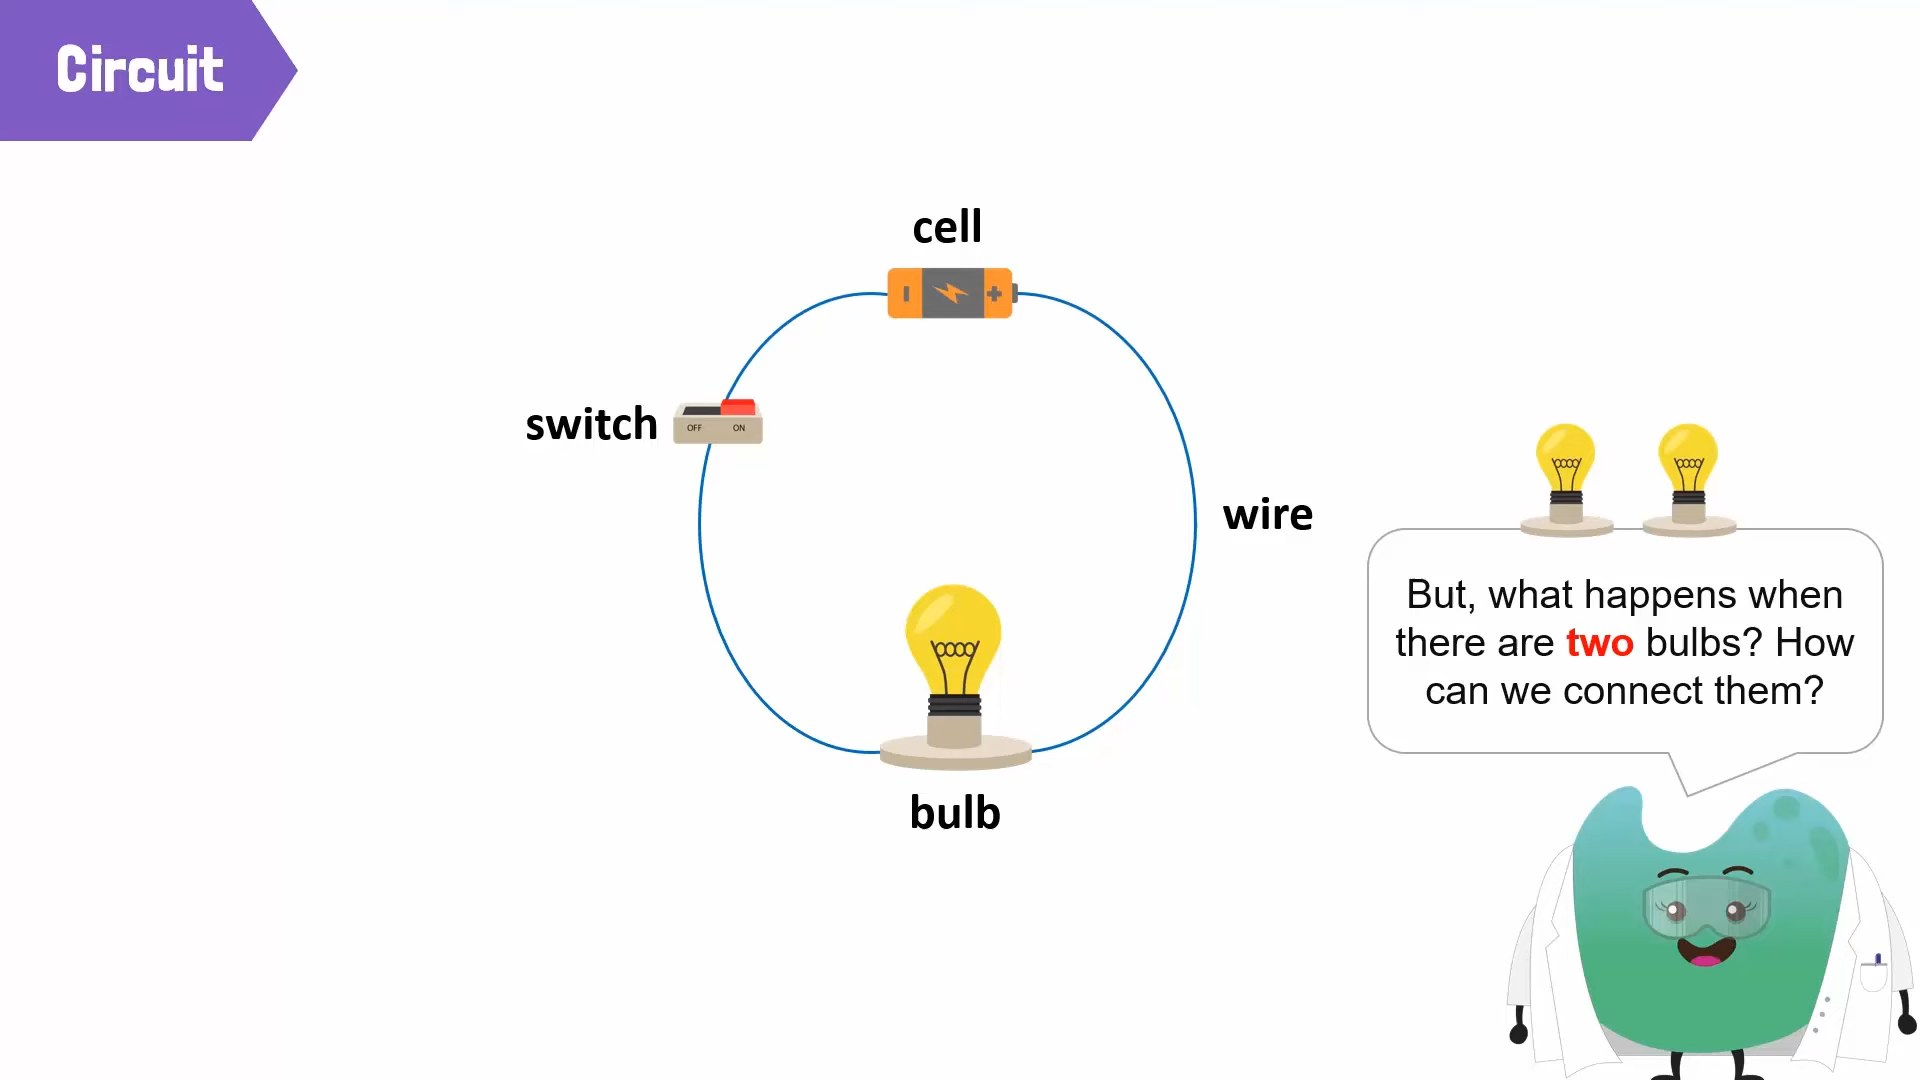 Circuit
cell
switch
OFF ON
wire
But, what happens when
there are two bulbs? How
can we connect them?
bulb